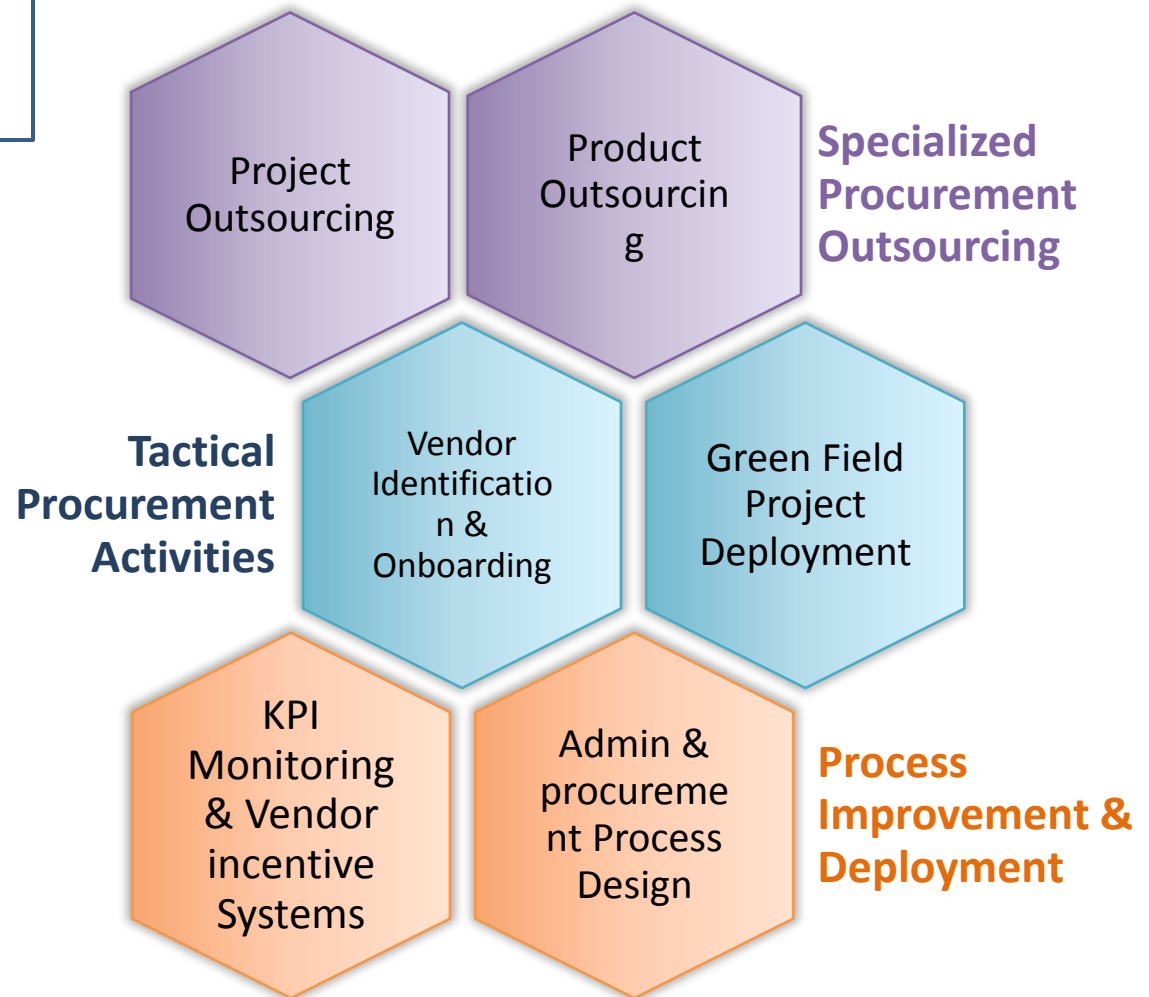 Project
Outsourcing
Product
Outsourcin
g
Specialized
Procurement
Outsourcing
Tactical
Procurement
Activities
Vendor
Identificatio
n &
Onboarding
Green Field
Project
Deployment
KPI
Monitoring
& Vendor
incentive
Systems
Admin &
procureme
nt Process
Design
Process
Improvement &
Deployment